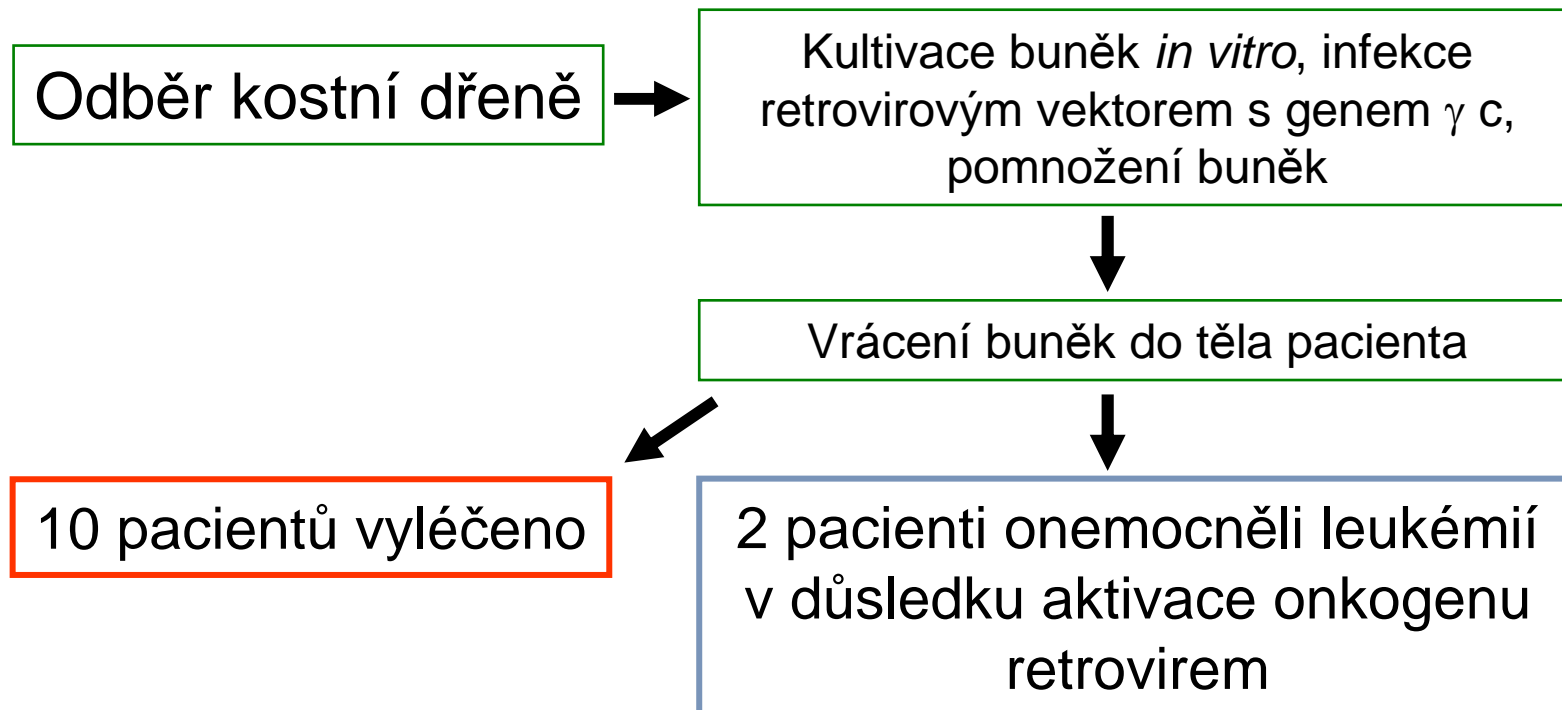 Odběr kostní dřeně
Kultivace buněk in vitro, infekce
retrovirovým vektorem s genem γ c,
pomnožení buněk
Vrácení buněk do těla pacienta
10 pacientů vyléčeno
2 pacienti onemocněli leukémií
v důsledku aktivace onkogenu
retrovirem